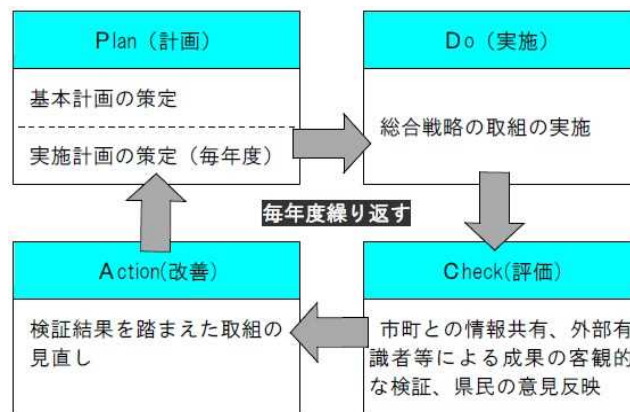 Plan（計画）
基本計画の策定
実施計画の策定（毎年度）
Do（実施）
総合戦略の取組の実施
毎年度繰り返す
Action(改善)
検証結果を踏まえた取組の
見直し
Check(評価)
市町との情報共有、外部有
識者等による成果の客観的
な検証、県民の意見反映